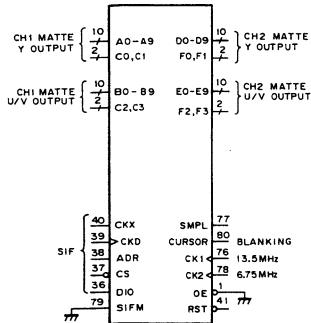 CH1 MATTE
Y OUTPUT
10
A0-A9
2
C0,C1
D0-D9
10
F0,F1
2
CH2 MATTE
Y OUTPUT
CH1 MATTE
U/V OUTPUT
10
B0-B9
2
C2,C3
E0-E9
10
F2,F3
2
CH2 MATTE
U/V OUTPUT
SIF
40 CKX
39 CKD
38 ADR
37 CS
36 DIO
79 SIFM
SMPL 77
CURSOR 80 BLANKING
CK1 76 13.5MHz
CK2 78 6.75MHz
OE 1
RST 41